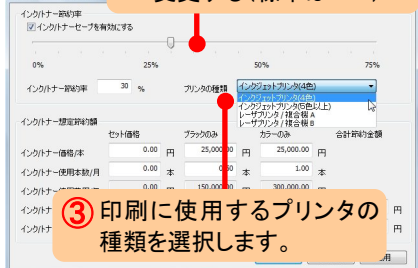 インク/トナー節約率
インク/トナーセーブを有効にする
0% 25% 50% 75%
インク/トナー節約率 30 % プリンタの種類 インクジェットプリンタ(4色)
インクジェットプリンタ(4色)
インクジェットプリンタ(6色以上)
レーザプリンタ / 複合機 A
レーザプリンタ / 複合機 B
インク/トナー想定節約額
セット価格 ブラックのみ カラーのみ 合計節約金額
インク/トナー価格/本 0.00 円 25,000.00 円 25,000.00 円
インク/トナー使用本数/月 0.00 本 本 1.00 本
0.00 円 150,000.00 300,000.00
円
円
③ 印刷に使用するプリンタの
種類を選択します。